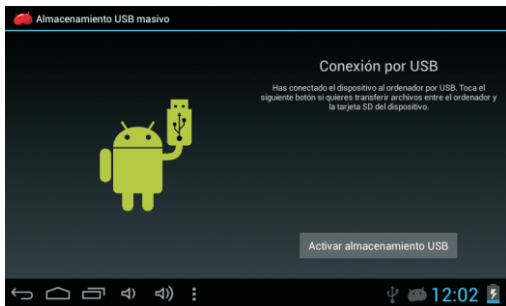 Almacenamiento USB masivo
Conexión por USB
Has conectado el dispositivo al ordenador por USB. Toca el
siguiente botón si quieres transferir archivos entre el ordenador y
la tarjeta SD del dispositivo.
Activar almacenamiento USB
12:02